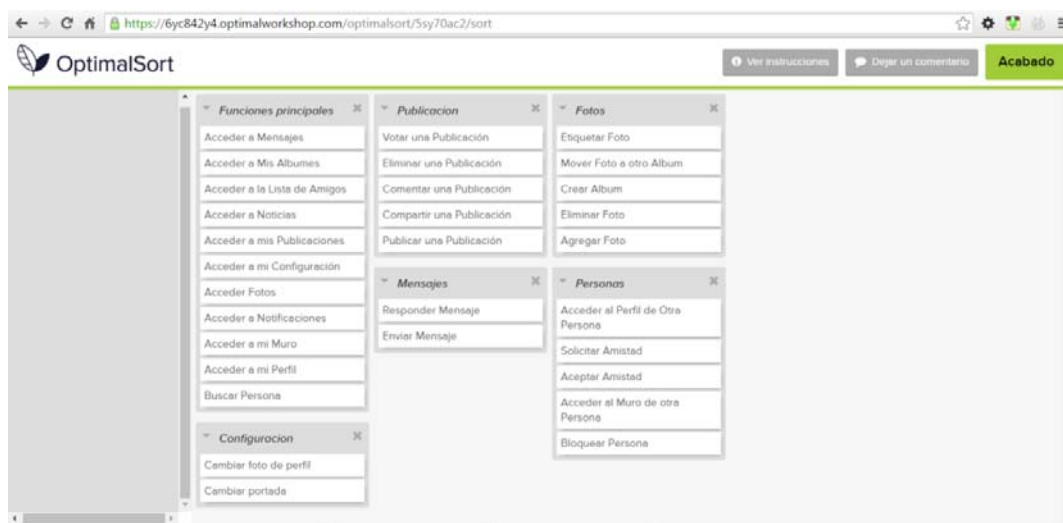 https://6yc842y4.optimalworkshop.com/optimalsort/5sy70ac2/sort
OptimalSort
Ver instrucciones
Dejar un comentario
Acabado
Funciones principales
Acceder a Mensajes
Acceder a Mis Albumes
Acceder a la Lista de Amigos
Acceder a Noticias
Acceder a mis Publicaciones
Acceder a mi Configuración
Acceder Fotos
Acceder a Notificaciones
Acceder a mi Muro
Acceder a mi Perfil
Buscar Persona
Configuracion
Cambiar foto de perfil
Cambiar portada
Publicacion
Votar una Publicación
Eliminar una Publicación
Comentar una Publicación
Compartir una Publicación
Publicar una Publicación
Mensajes
Responder Mensaje
Enviar Mensaje
Fotos
Etiquetar Foto
Mover Foto a otro Album
Crear Album
Eliminar Foto
Agregar Foto
Personas
Acceder al Perfil de Otra
Persona
Solicitar Amistad
Aceptar Amistad
Acceder al Muro de otra
Persona
Bloquear Persona